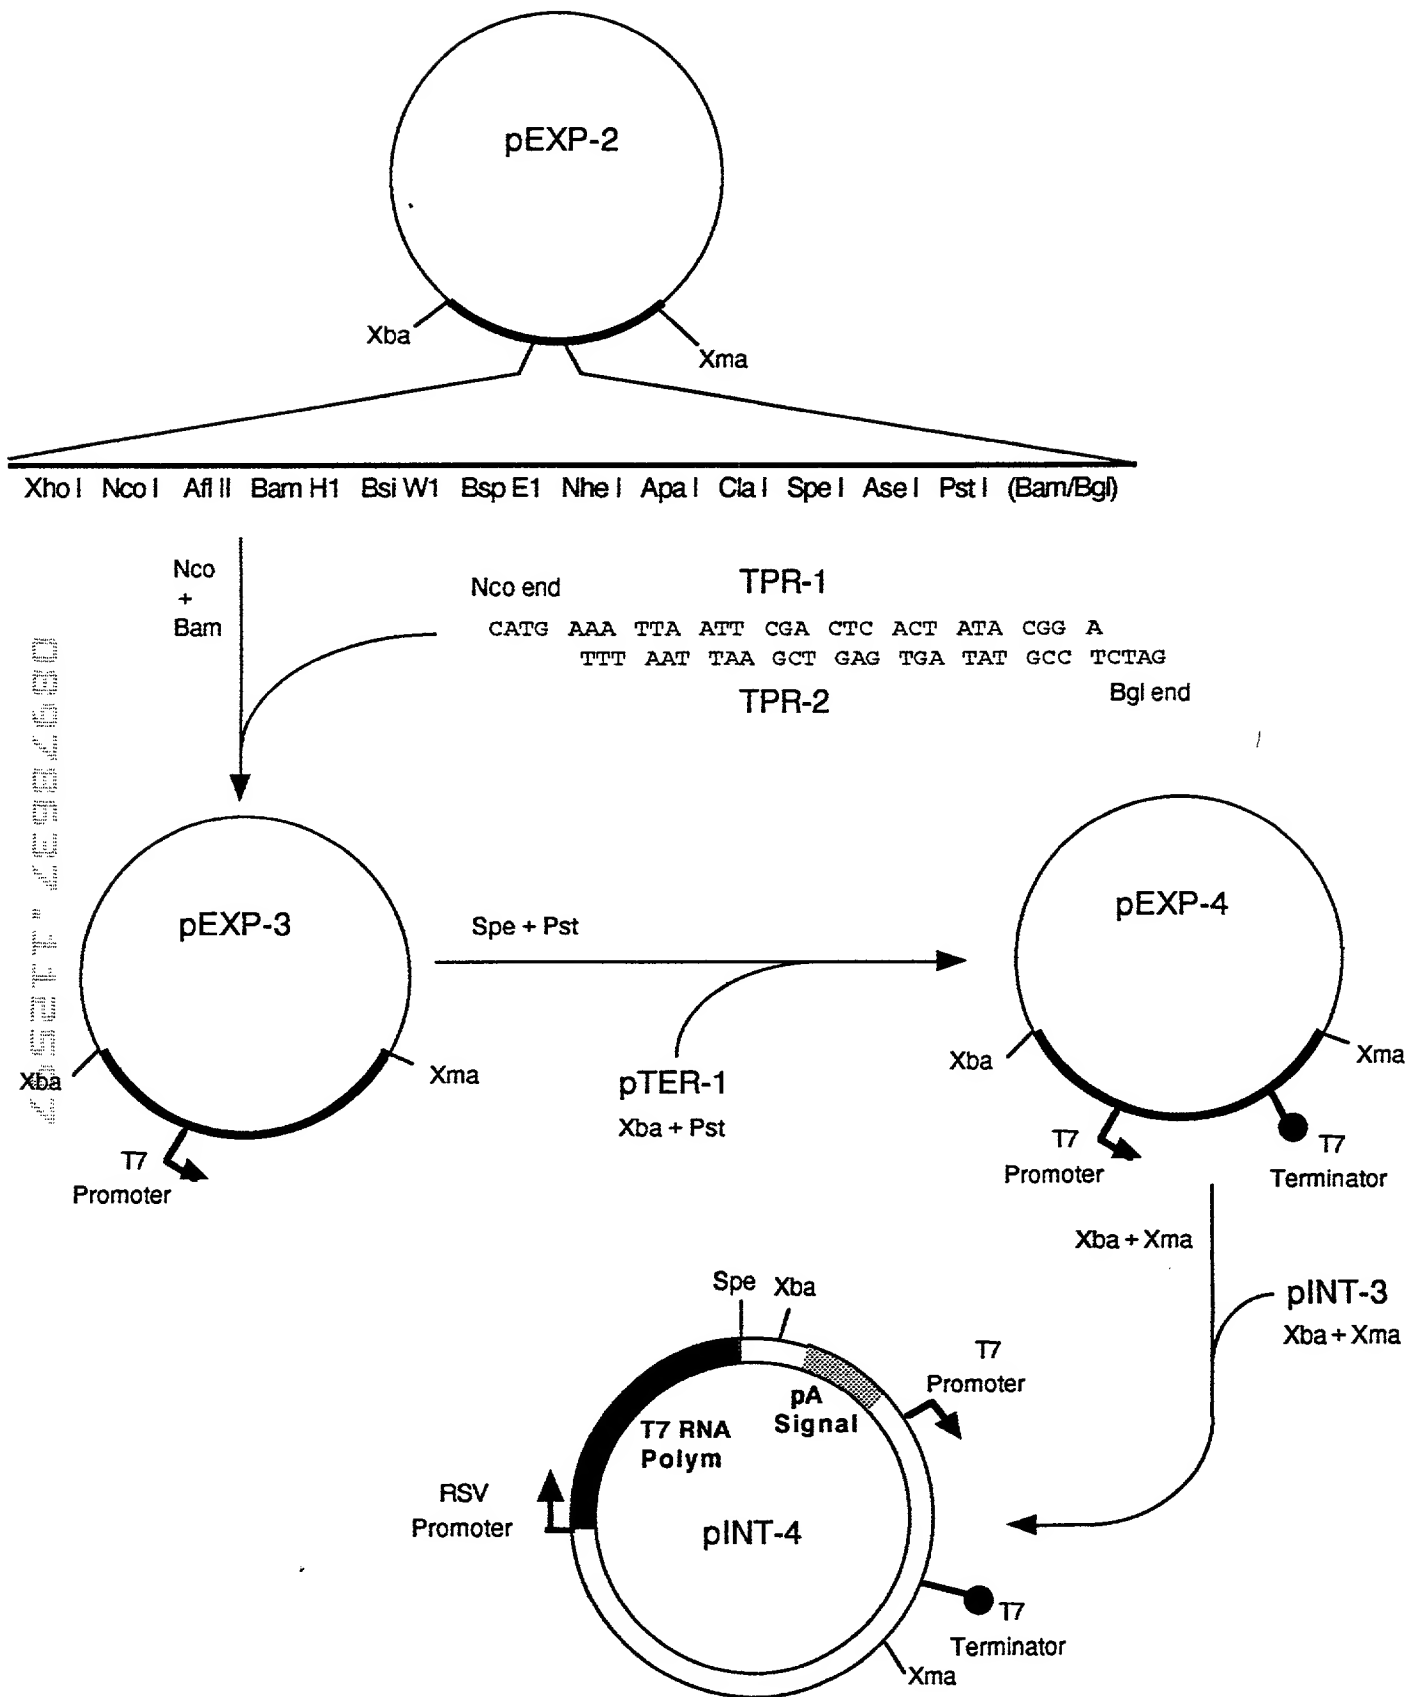 pEXP-2
Xba
Xma
Xho I Nco I Afl II Bam H1 Bsi W1 Bsp E1 Nhe I Apa I Cla I Spe I Ase I Pst I (Bam/Bgl)
Nco
+
Bam
Nco end
TPR-1
CATG AAA TTA ATT CGA CTC ACT ATA CGG A
TTT AAT TAA GCT GAG TGA TAT GCC TCTAG
TPR-2
Bgl end
pEXP-3
Spe + Pst
pEXP-4
Xba
Xma
pTER-1
Xba + Pst
Xba
Xma
T7
Promoter
T7
Promoter
T7
Terminator
Xba + Xma
pINT-3
Xba + Xma
Spe
Xba
T7
Promoter
pA
Signal
T7 RNA
Polym
RSV
Promoter
pINT-4
T7
Terminator
Xma